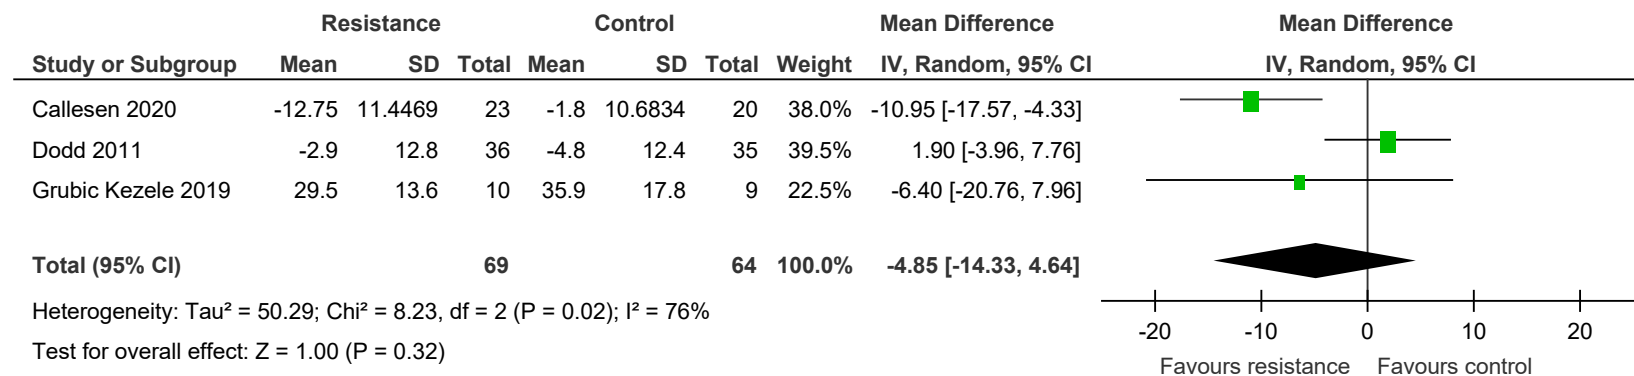 Resistance Control Mean Difference Mean Difference
Study or Subgroup Mean SD Total Mean SD Total Weight IV, Random, 95% CI IV, Random, 95% CI
Callesen 2020 -12.75 11.4469 23 -1.8 10.6834 20 38.0% -10.95 [-17.57, -4.33]
Dodd 2011 -2.9 12.8 36 -4.8 12.4 35 39.5% 1.90 [-3.96, 7.76]
Grubic Kezele 2019 29.5 13.6 10 35.9 17.8 9 22.5% -6.40 [-20.76, 7.96]
Total (95% CI) 69 64 100.0% -4.85 [-14.33, 4.64]
Heterogeneity: Tau² = 50.29; Chi² = 8.23, df = 2 (P = 0.02); I² = 76%
Test for overall effect: Z = 1.00 (P = 0.32)
-20 -10 0 10 20
Favours resistance Favours control